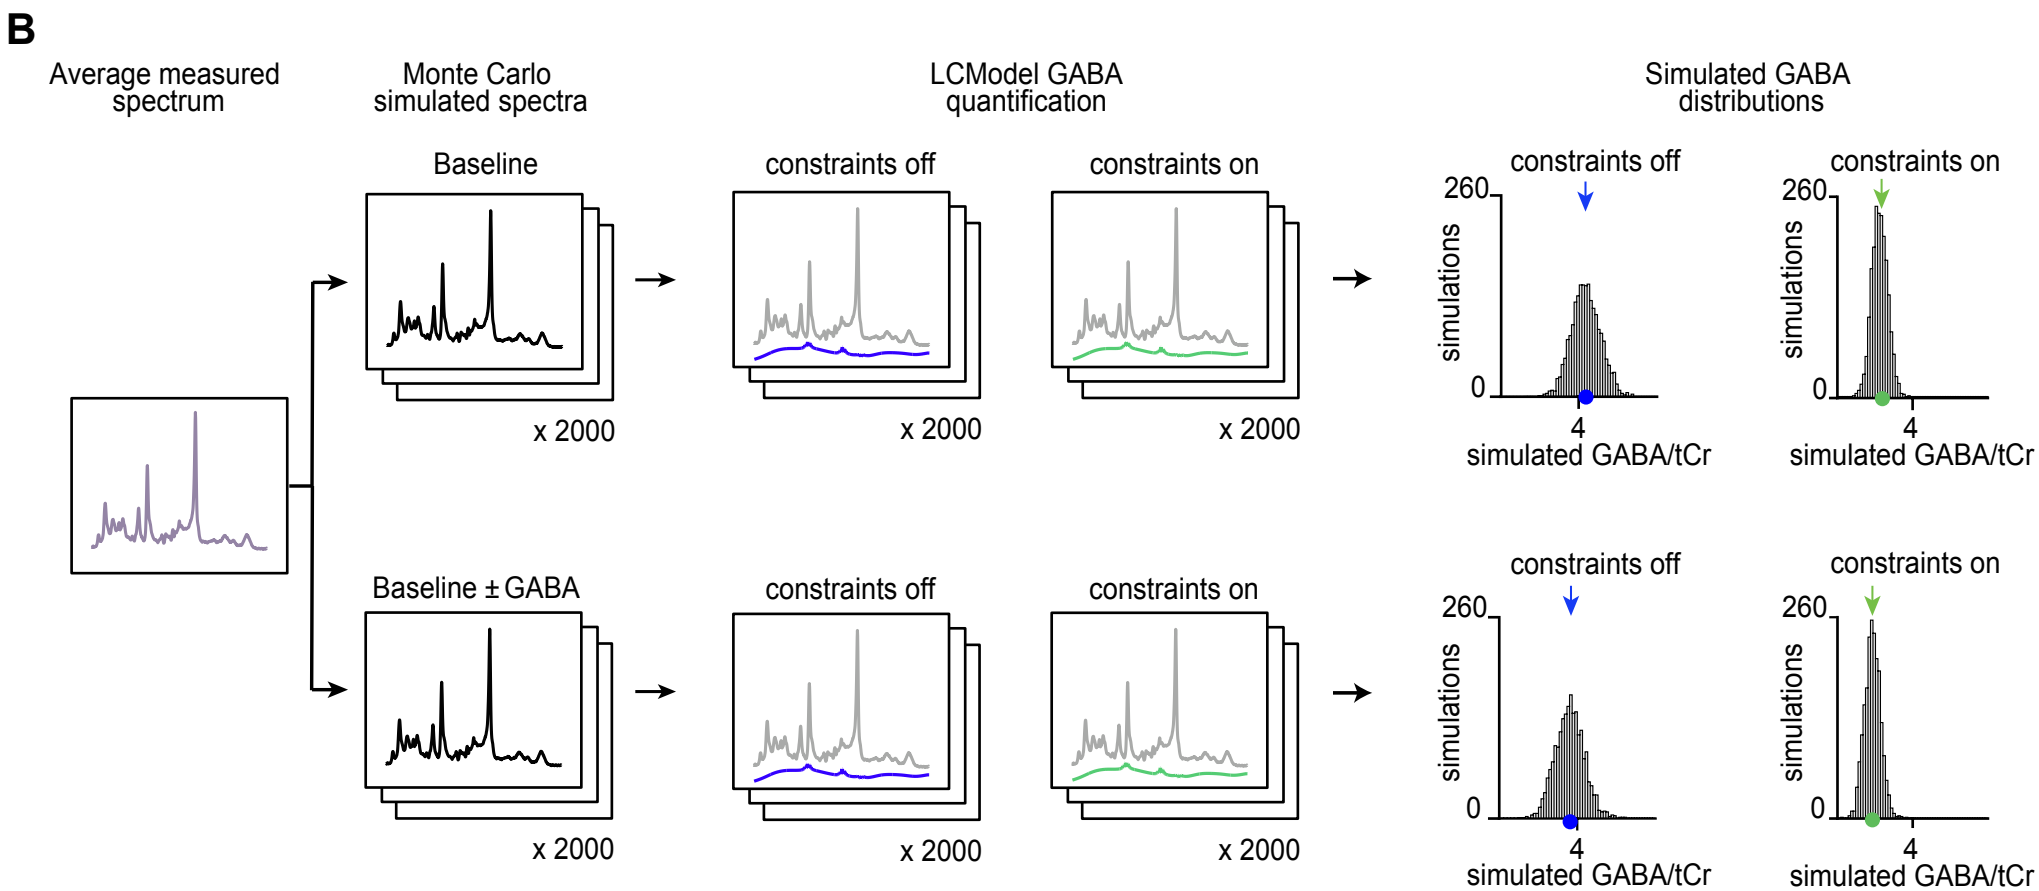 B
Average measured
spectrum
Monte Carlo
simulated spectra
LCModel GABA
quantification
Simulated GABA
distributions
Baseline
constraints off
constraints on
constraints off
constraints on
260
simulations
0
4
simulated GABA/tCr
260
simulations
0
4
simulated GABA/tCr
x 2000
x 2000
x 2000
Baseline ± GABA
constraints off
constraints on
constraints off
constraints on
260
simulations
0
4
simulated GABA/tCr
260
simulations
0
4
simulated GABA/tCr
x 2000
x 2000
x 2000